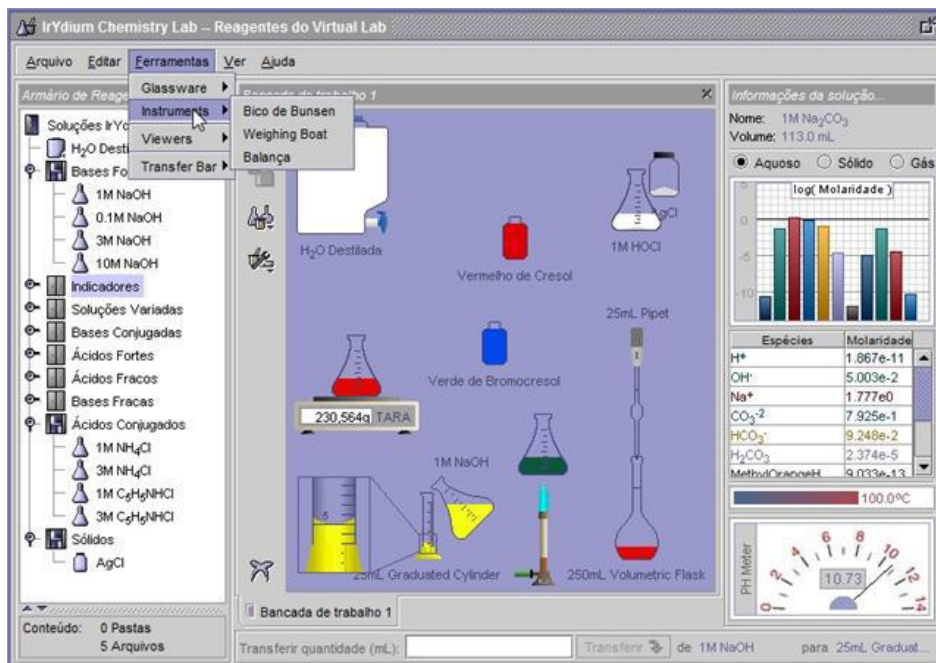 IrYdium Chemistry Lab -- Reagentes do Virtual Lab
Arquivo Editar Ferramentas Ver Ajuda
Glassware
Instruments
Viewers
Transfer Bar
Bico de Bunsen
Weighing Boat
Balança
Armário de Reage
Soluções IrYc
H₂O Desti
Bases Fo
1M NaOH
0.1M NaOH
3M NaOH
10M NaOH
Indicadores
Soluções Variadas
Bases Conjugadas
Ácidos Fortes
Ácidos Fracos
Bases Fracas
Ácidos Conjugados
1M NH₄Cl
3M NH₄Cl
1M C₅H₅NHCl
3M C₅H₅NHCl
Sólidos
AgCl
Conteúdo: 0 Pastas
5 Arquivos
Bancada de trabalho 1
H₂O Destilada
Vermelho de Cresol
AgCl
1M HOCl
25mL Pipet
Verde de Bromocresol
230,564g TARA
1M NaOH
5
25mL Graduated Cylinder
250mL Volumetric Flask
Bancada de trabalho 1
Transferir quantidade (mL): Transferir de 1M NaOH para 25mL Graduat...
Informações da solução...
Nome: 1M Na₂CO₃
Volume: 113.0 mL
Aquoso Sólido Gás
log( Molaridade )
5
0
-5
-10
Espécies Molaridade
H⁺ 1.867e-11
OH⁻ 5.003e-2
Na⁺ 1.777e0
CO₃⁻² 7.925e-1
HCO₃⁻ 9.248e-2
H₂CO₃ 2.374e-5
MethylOrangeH 9.033e-13
100.0ºC
PH Meter
0 2 4 6 8 10 12 14
10.73